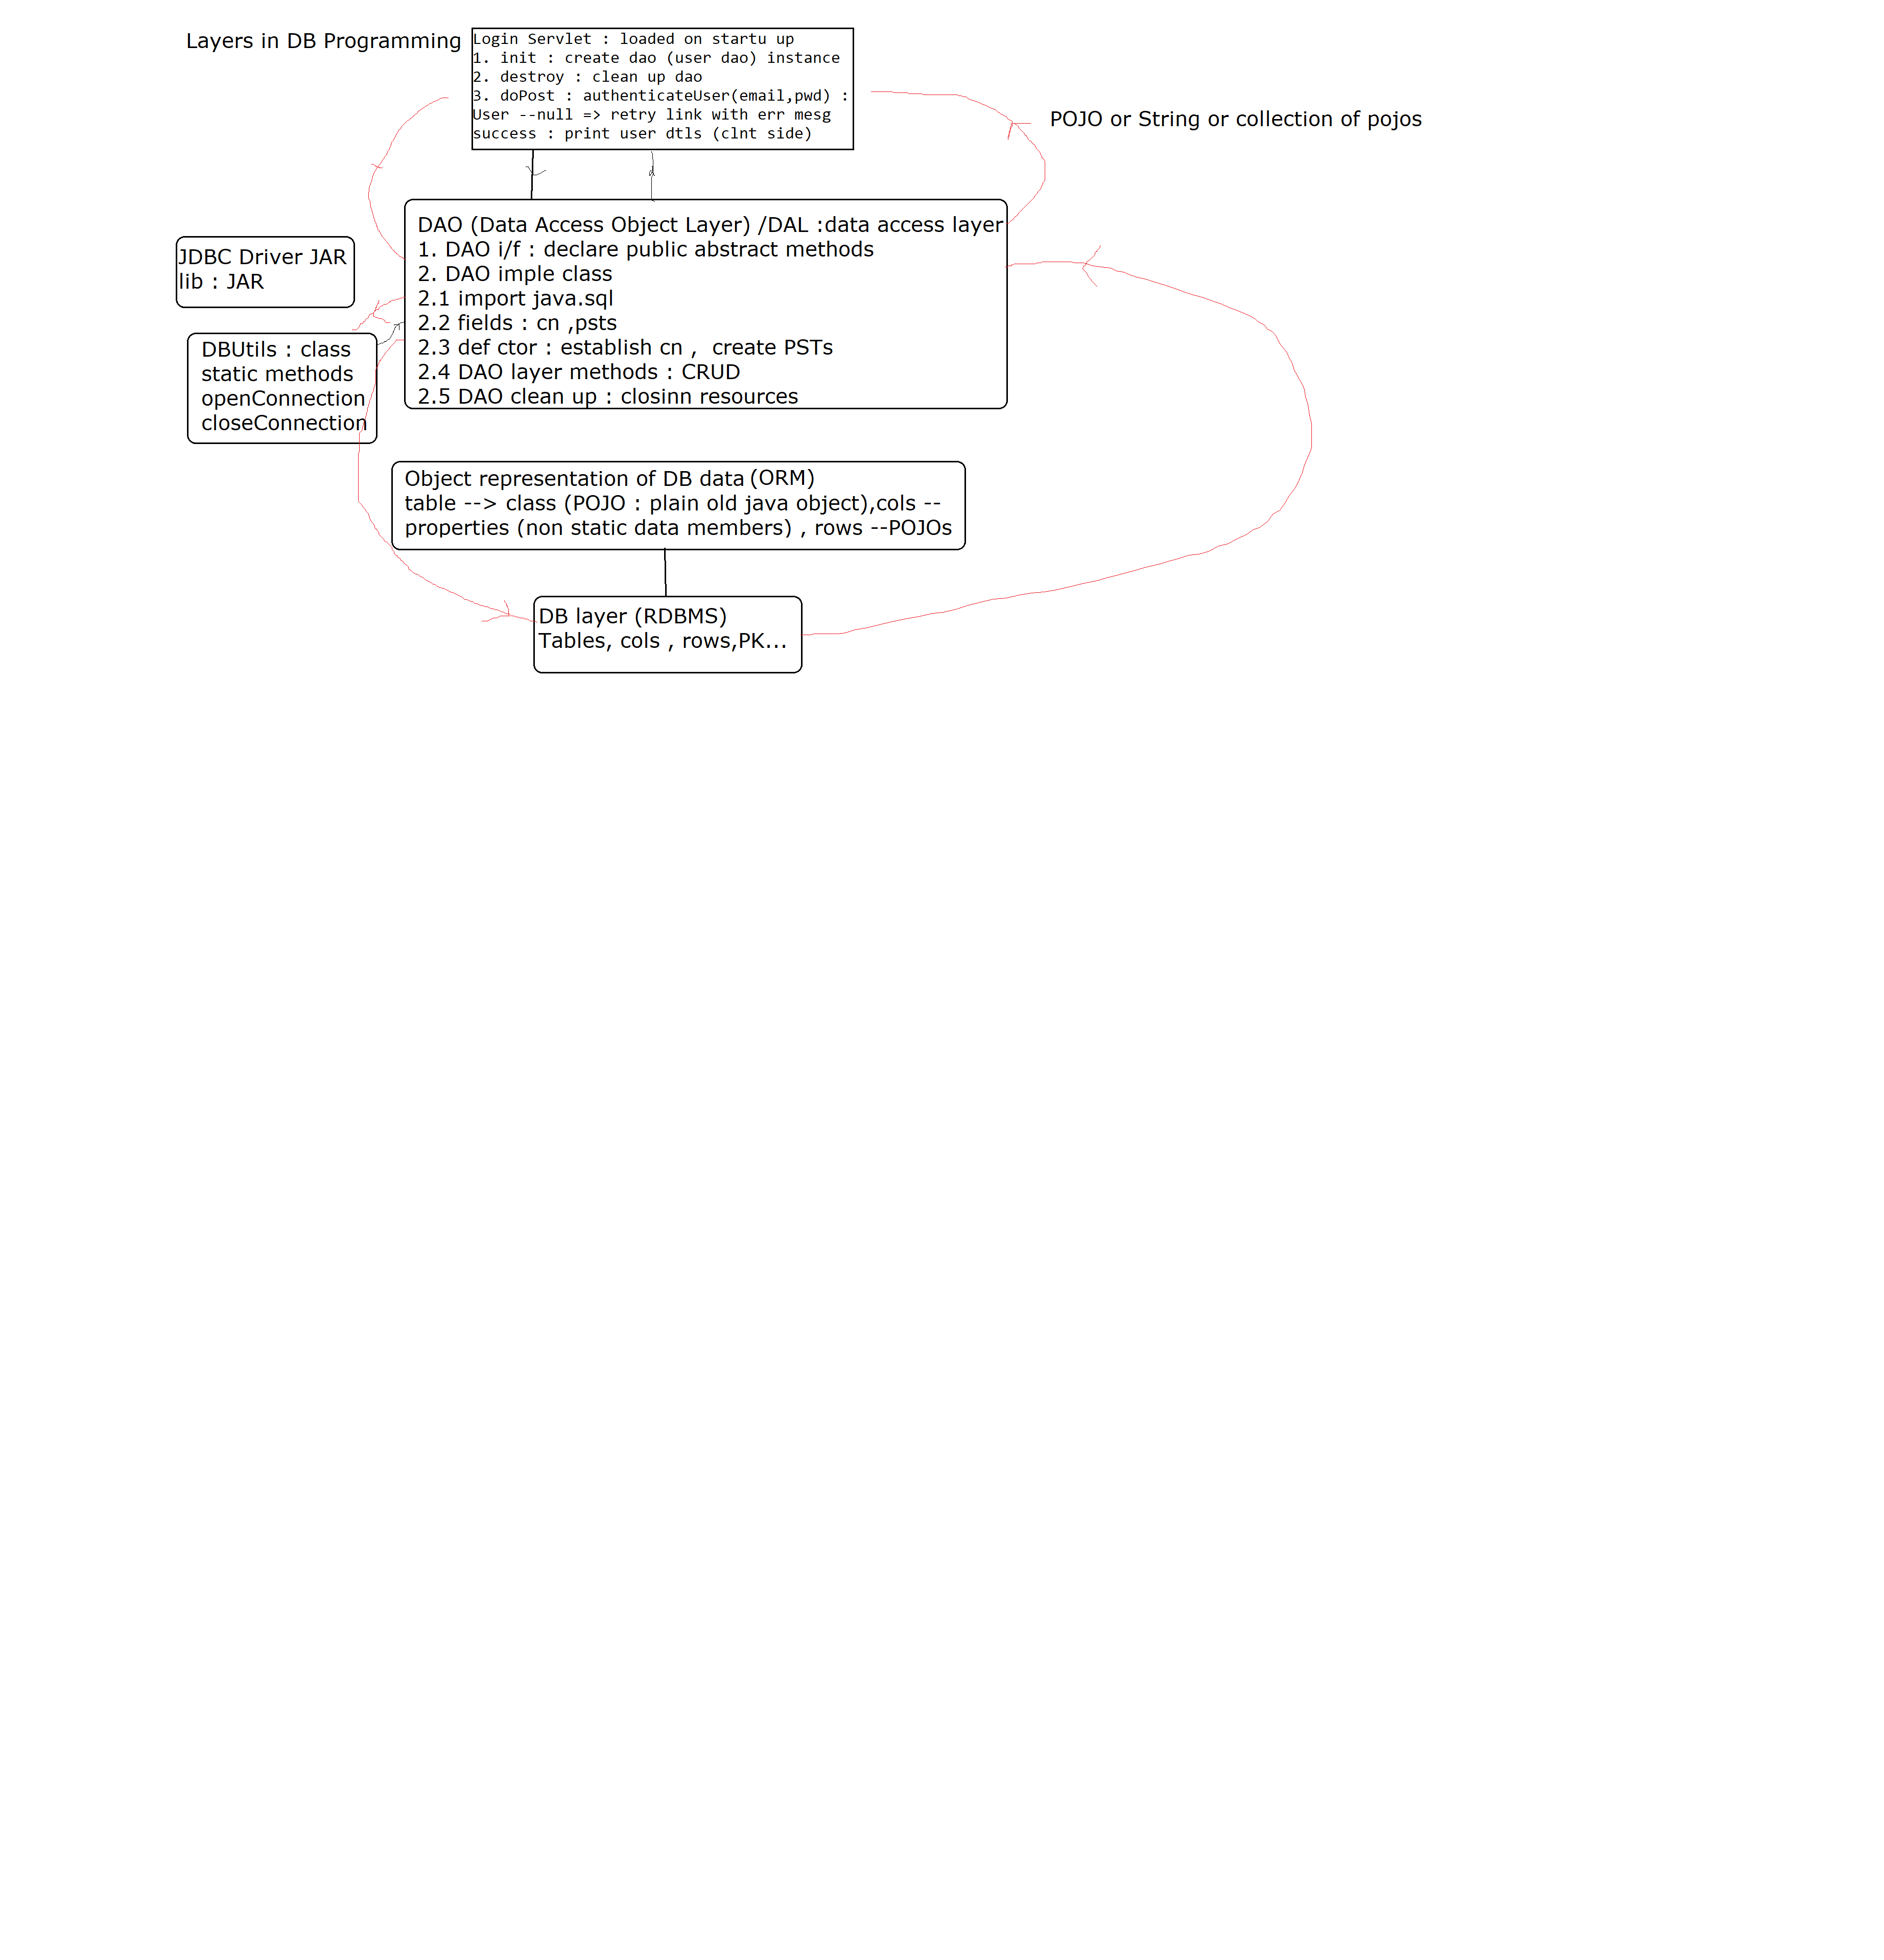 Layers in DB Programming
Login Servlet : loaded on startu up
1. init : create dao (user dao) instance
2. destroy : clean up dao
3. doPost : authenticateUser(email,pwd) :
User --null => retry link with err mesg
success : print user dtls (clnt side)
POJO or String or collection of pojos
DAO (Data Access Object Layer) /DAL :data access layer
1. DAO i/f : declare public abstract methods
2. DAO imple class
2.1 import java.sql
2.2 fields : cn ,psts
2.3 def ctor : establish cn , create PSTs
2.4 DAO layer methods : CRUD
2.5 DAO clean up : closinn resources
JDBC Driver JAR
lib : JAR
DBUtils : class
static methods
openConnection
closeConnection
Object representation of DB data (ORM)
table --> class (POJO : plain old java object),cols --
properties (non static data members) , rows --POJOs
DB layer (RDBMS)
Tables, cols , rows,PK...